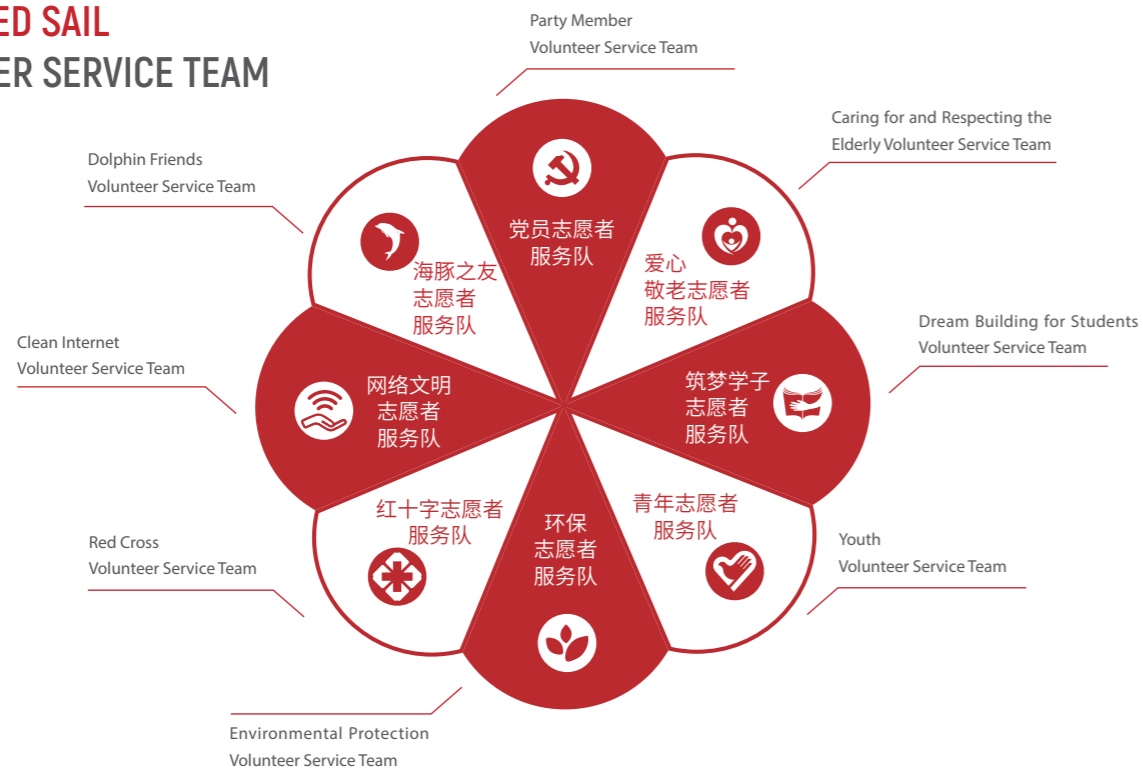 ED SAIL
ER SERVICE TEAM
Party Member
Volunteer Service Team
Caring for and Respecting the
Elderly Volunteer Service Team
Dolphin Friends
Volunteer Service Team
党员志愿者
服务队
海豚之友
志愿者
服务队
爱心
敬老志愿者
服务队
Dream Building for Students
Volunteer Service Team
Clean Internet
Volunteer Service Team
网络文明
志愿者
服务队
筑梦学子
志愿者
服务队
红十字志愿者
服务队
环保
志愿者
服务队
青年志愿者
服务队
Red Cross
Volunteer Service Team
Youth
Volunteer Service Team
Environmental Protection
Volunteer Service Team